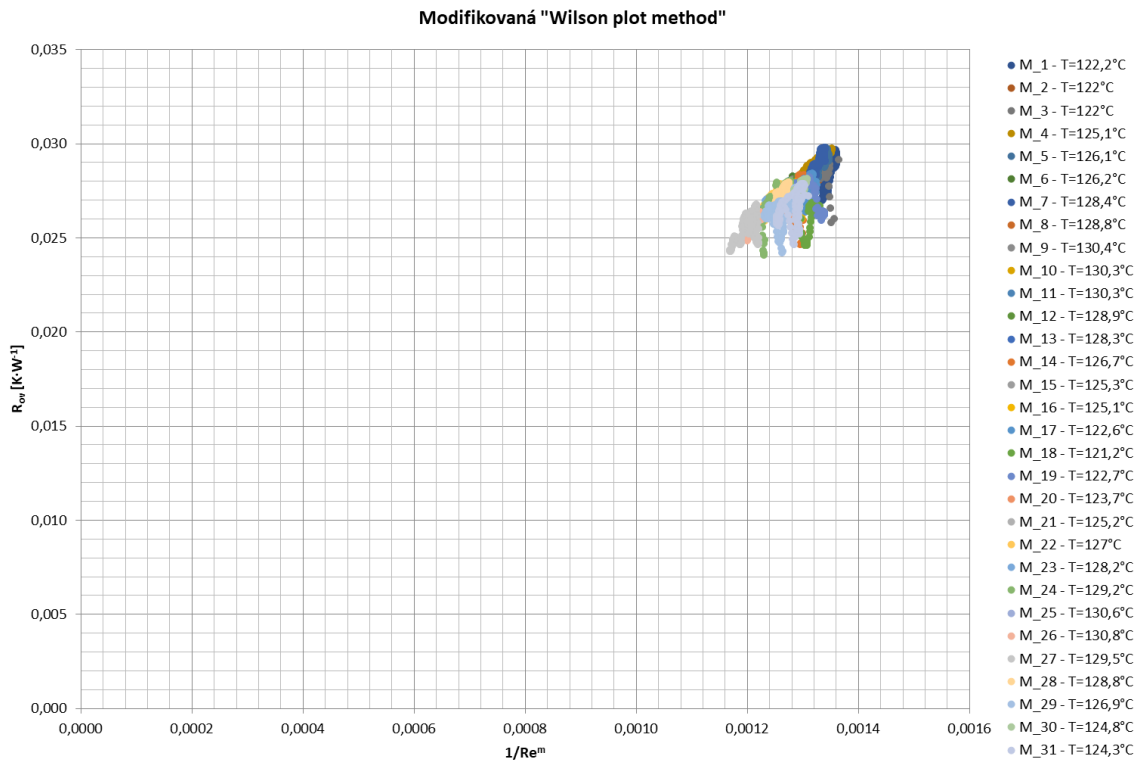 Modifikovaná "Wilson plot method"
0,035
0,030
0,025
0,020
0,015
0,010
0,005
0,000
R_ov [K·W⁻¹]
0,0000 0,0002 0,0004 0,0006 0,0008 0,0010 0,0012 0,0014 0,0016
1/Reᵐ
M_1 - T=122,2°C
M_2 - T=122°C
M_3 - T=122°C
M_4 - T=125,1°C
M_5 - T=126,1°C
M_6 - T=126,2°C
M_7 - T=128,4°C
M_8 - T=128,8°C
M_9 - T=130,4°C
M_10 - T=130,3°C
M_11 - T=130,3°C
M_12 - T=128,9°C
M_13 - T=128,3°C
M_14 - T=126,7°C
M_15 - T=125,3°C
M_16 - T=125,1°C
M_17 - T=122,6°C
M_18 - T=121,2°C
M_19 - T=122,7°C
M_20 - T=123,7°C
M_21 - T=125,2°C
M_22 - T=127°C
M_23 - T=128,2°C
M_24 - T=129,2°C
M_25 - T=130,6°C
M_26 - T=130,8°C
M_27 - T=129,5°C
M_28 - T=128,8°C
M_29 - T=126,9°C
M_30 - T=124,8°C
M_31 - T=124,3°C